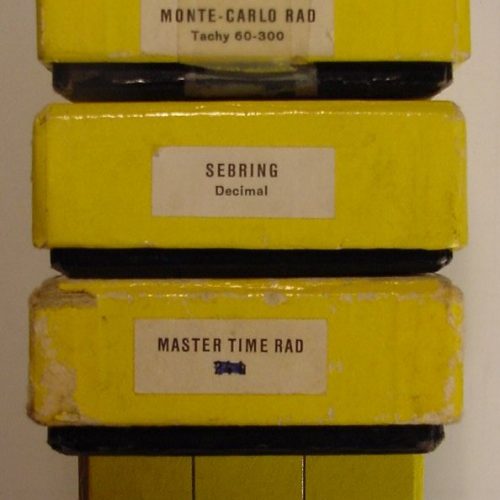 MONTE-CARLO RAD
Tachy 60-300
SEBRING
Decimal
MASTER TIME RAD